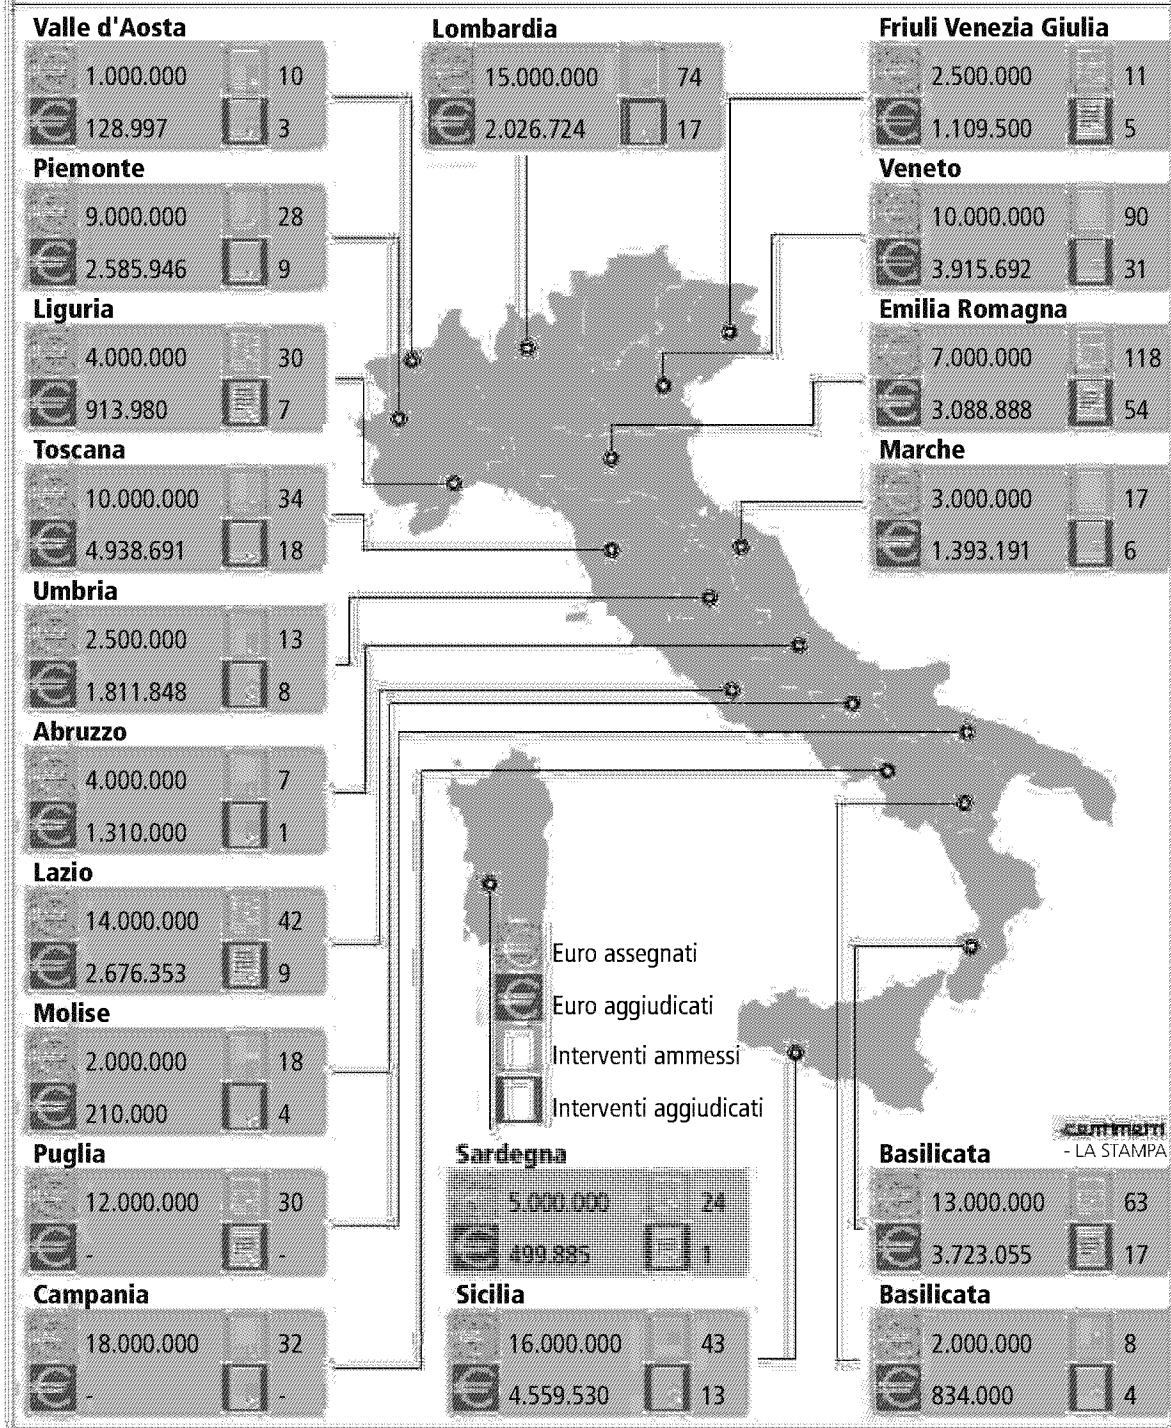 Valle d'Aosta
1.000.000 10
128.997 3
Piemonte
9.000.000 28
2.585.946 9
Liguria
4.000.000 30
913.980 7
Toscana
10.000.000 34
4.938.691 18
Umbria
2.500.000 13
1.811.848 8
Abruzzo
4.000.000 7
1.310.000 1
Lazio
14.000.000 42
2.676.353 9
Molise
2.000.000 18
210.000 4
Puglia
12.000.000 30
- -
Campania
18.000.000 32
- -
Lombardia
15.000.000 74
2.026.724 17
Euro assegnati
Euro aggiudicati
Interventi ammessi
Interventi aggiudicati
Sardegna
5.000.000 24
499.885 1
Sicilia
16.000.000 43
4.559.530 13
Friuli Venezia Giulia
2.500.000 11
1.109.500 5
Veneto
10.000.000 90
3.915.692 31
Emilia Romagna
7.000.000 118
3.088.888 54
Marche
3.000.000 17
1.393.191 6
centimetri
- LA STAMPA
Basilicata
13.000.000 63
3.723.055 17
Basilicata
2.000.000 8
834.000 4